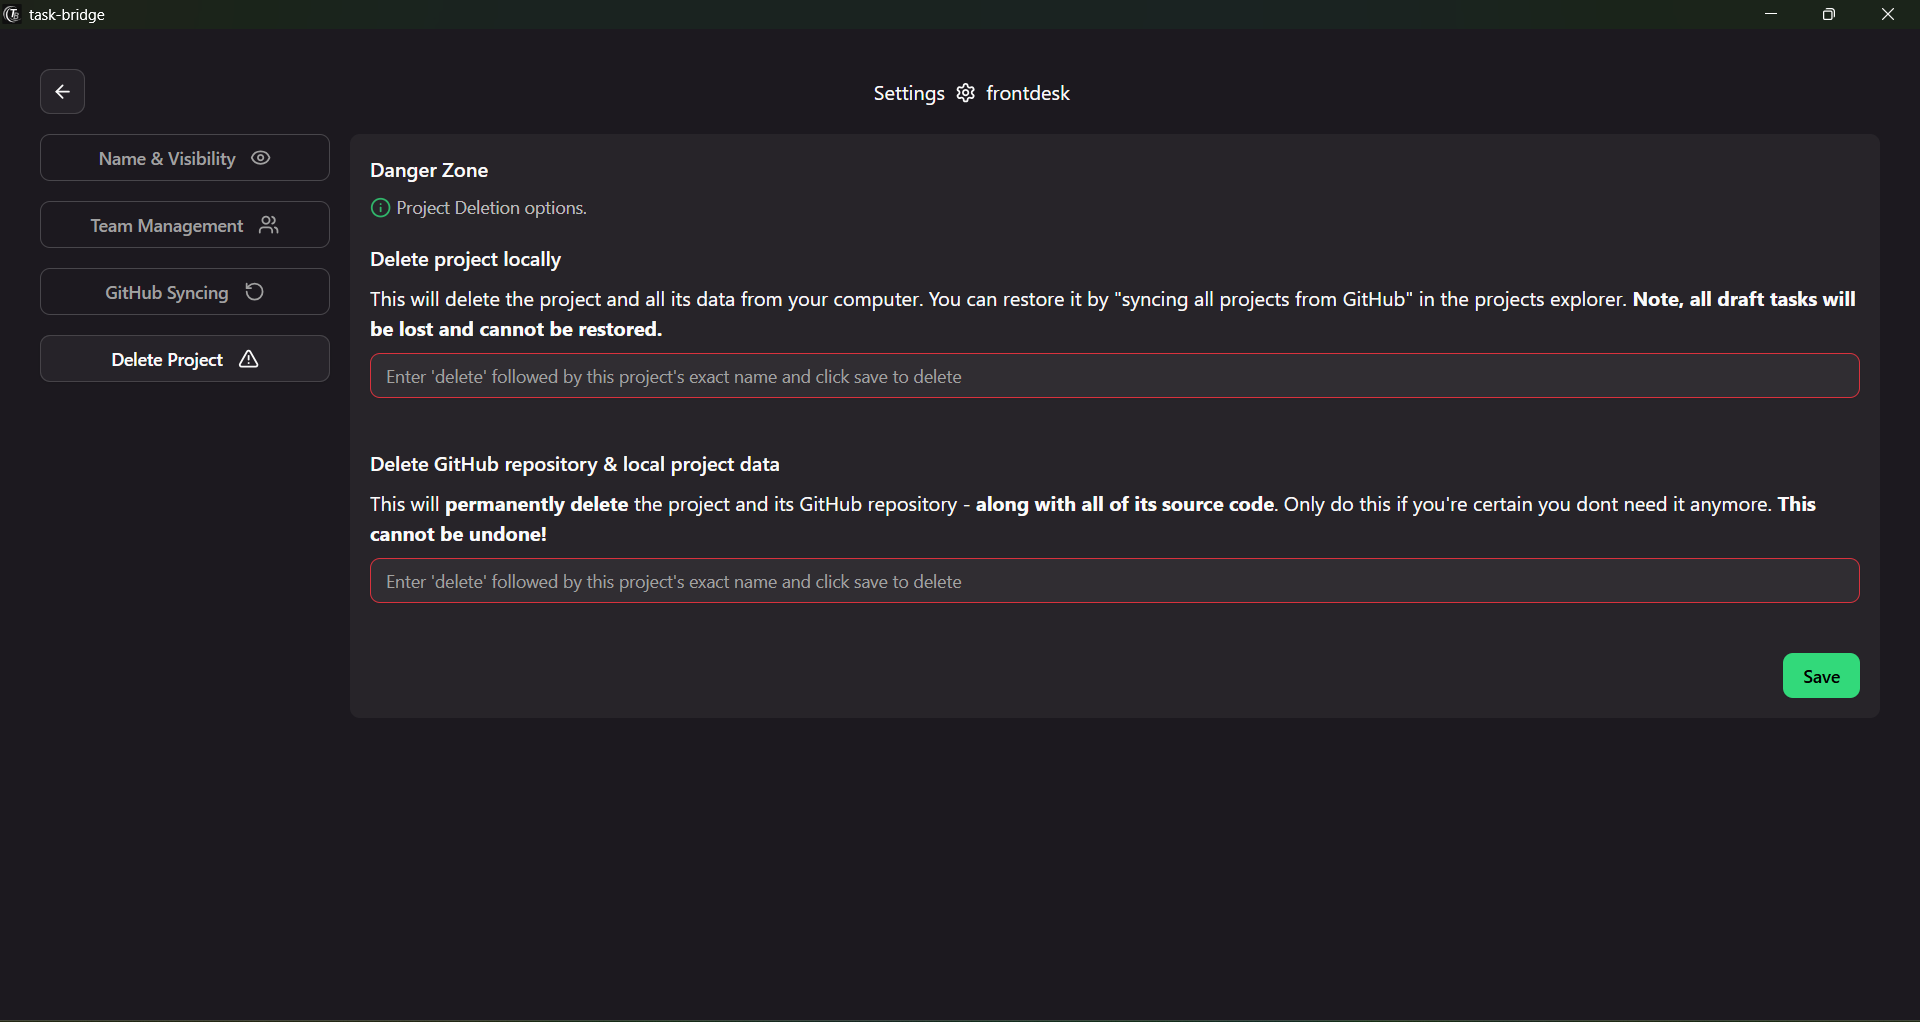 task-bridge
Settings frontdesk
Name & Visibility
Team Management
GitHub Syncing
Delete Project
Danger Zone
Project Deletion options.
Delete project locally
This will delete the project and all its data from your computer. You can restore it by "syncing all projects from GitHub" in the projects explorer. Note, all draft tasks will
be lost and cannot be restored.
Enter 'delete' followed by this project's exact name and click save to delete
Delete GitHub repository & local project data
This will permanently delete the project and its GitHub repository - along with all of its source code. Only do this if you're certain you dont need it anymore. This
cannot be undone!
Enter 'delete' followed by this project's exact name and click save to delete
Save